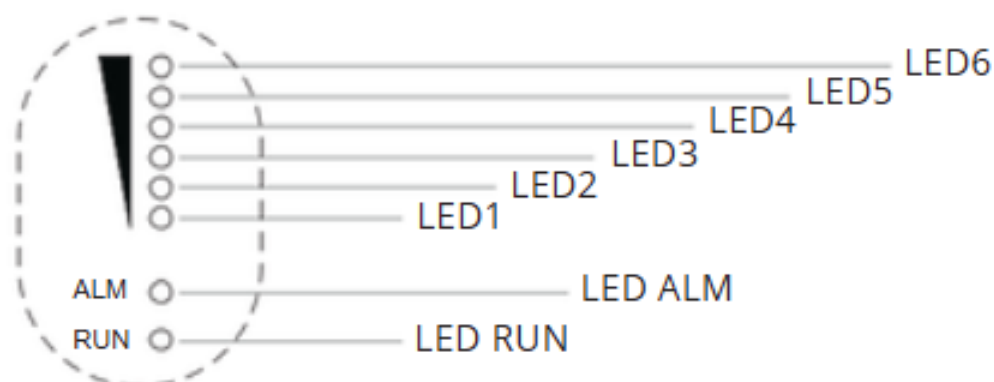 LED6
LED5
LED4
LED3
LED2
LED1
ALM LED ALM
RUN LED RUN